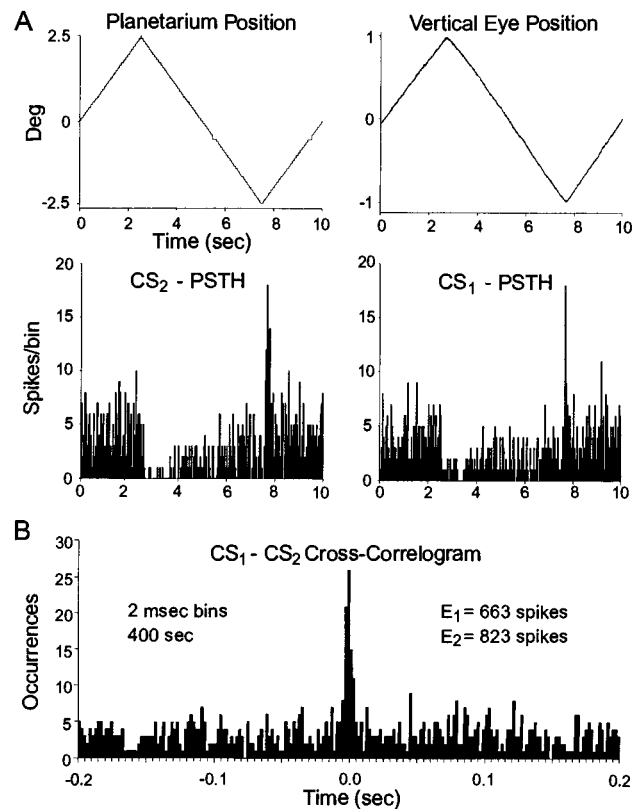 A
Planetarium Position
Vertical Eye Position
Deg
2.5
0
-2.5
0 2 4 6 8 10
Time (sec)
1
0
-1
0 2 4 6 8 10
CS2 - PSTH
CS1 - PSTH
Spikes/bin
20
15
10
5
0
0 2 4 6 8 10
20
15
10
5
0
0 2 4 6 8 10
B
CS1 - CS2 Cross-Correlogram
Occurrences
30
25
20
15
10
5
0
2 msec bins
400 sec
E1 = 663 spikes
E2 = 823 spikes
-0.2 -0.1 0.0 0.1 0.2
Time (sec)